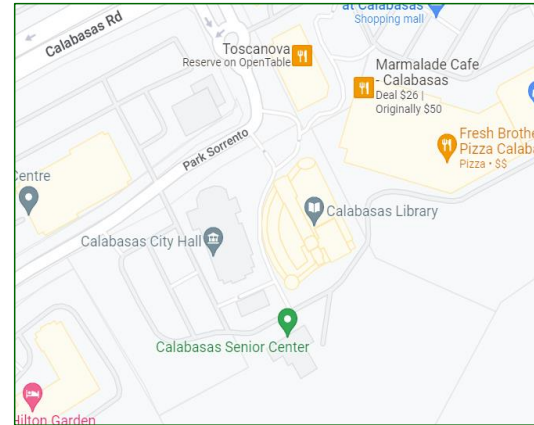 at Calabasas
Shopping mall
Calabasas Rd
Toscanova
Reserve on OpenTable
Marmalade Cafe
- Calabasas
Deal $26 |
Originally $50
Fresh Brothe
Pizza Calaba
Pizza • $$
Park Sorrento
Centre
Calabasas Library
Calabasas City Hall
Calabasas Senior Center
Hilton Garden